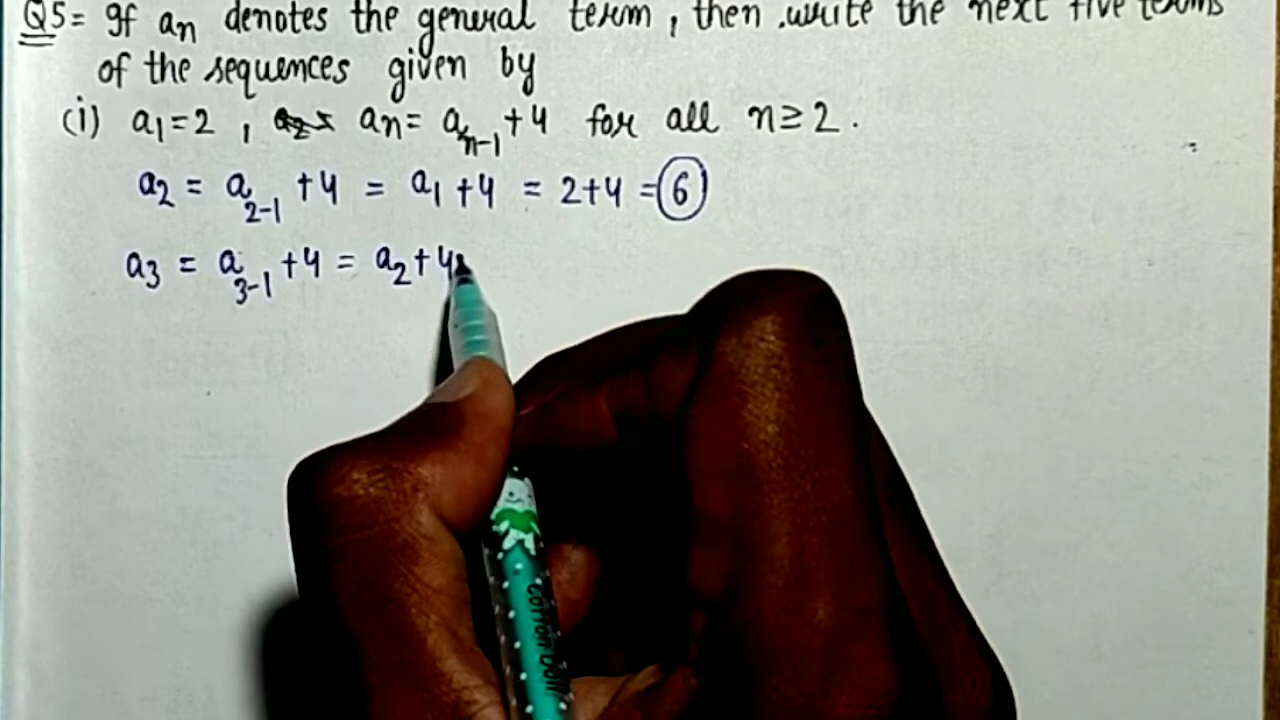 Q5= If an denotes the general term, then write the next five terms
of the sequences given by
(i) a1=2 , an= an-1+4 for all n≥2.
a2 = a2-1 +4 = a1+4 = 2+4 = 6
a3 = a3-1 +4 = a2+4